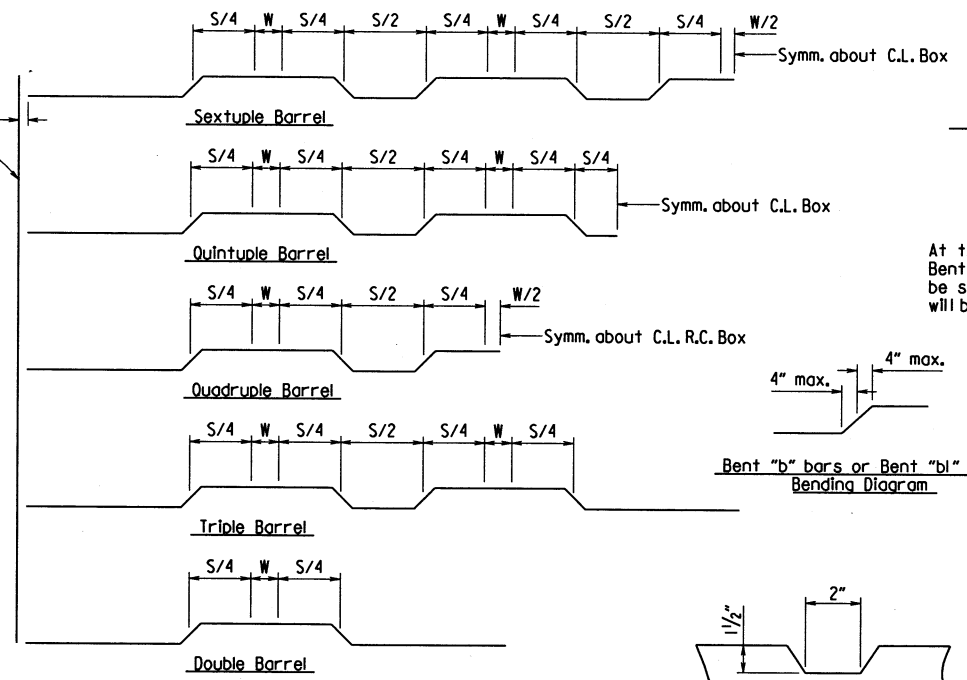 S/4 W S/4 S/2 S/4 W S/4 S/2 S/4 W/2
Symm. about C.L. Box
Sextuple Barrel
S/4 W S/4 S/2 S/4 W S/4 S/4
Symm. about C.L. Box
Quintuple Barrel
S/4 W S/4 S/2 S/4 W/2
Symm. about C.L. R.C. Box
Quadruple Barrel
S/4 W S/4 S/2 S/4 W S/4
Triple Barrel
S/4 W S/4
Double Barrel
At t
Bent
be s
will b
4" max.
4" max.
Bent "b" bars or Bent "b1"
Bending Diagram
2"
1½"